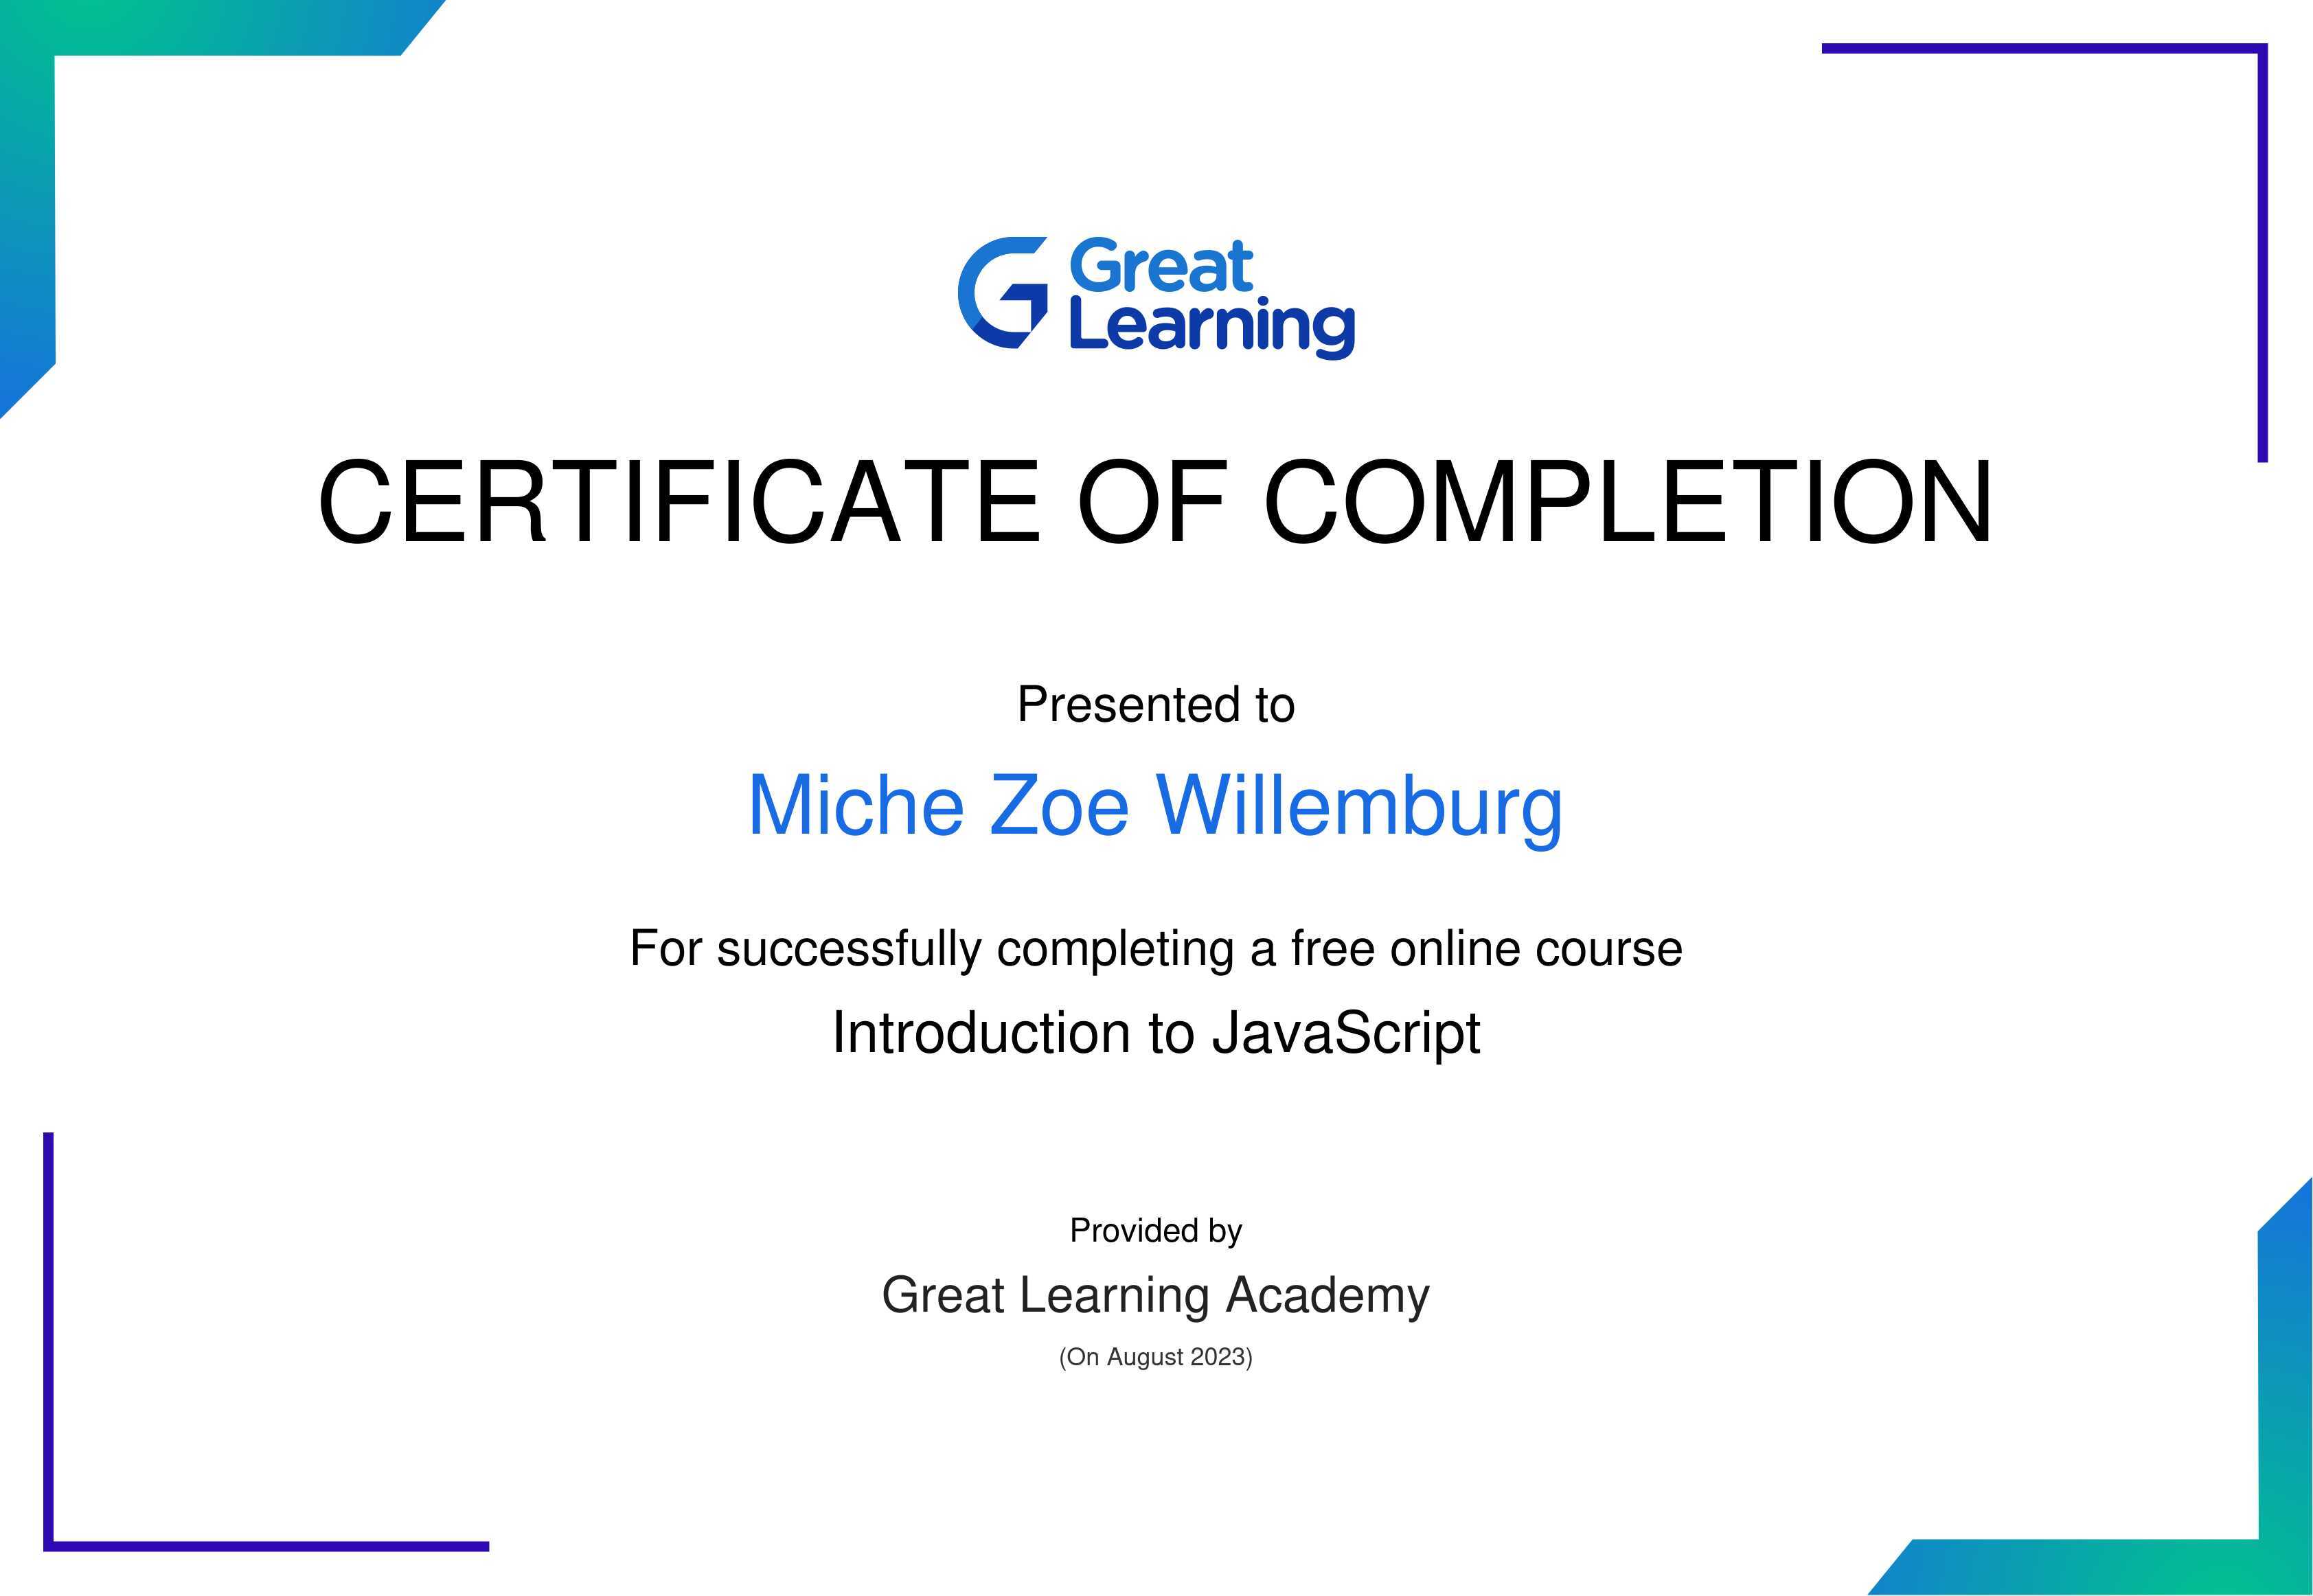 Great
Learning
CERTIFICATE OF COMPLETION
Presented to
Miche Zoe Willemburg
For successfully completing a free online course
Introduction to JavaScript
Provided by
Great Learning Academy
(On August 2023)